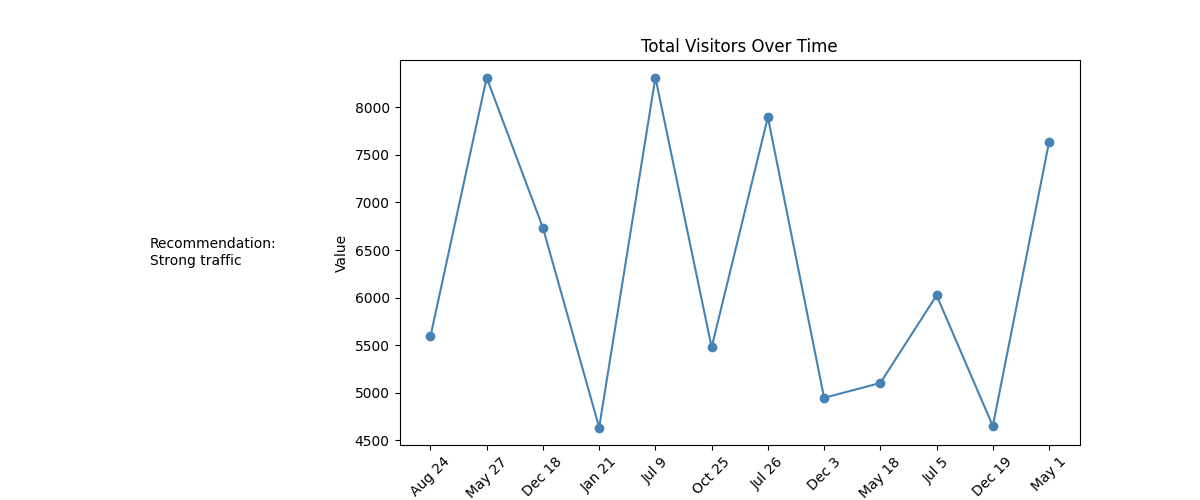 Total Visitors Over Time
Recommendation:
Strong traffic
Value
8000
7500
7000
6500
6000
5500
5000
4500
Aug 24
May 27
Dec 18
Jan 21
Jul 9
Oct 25
Jul 26
Dec 3
May 18
Jul 5
Dec 19
May 1